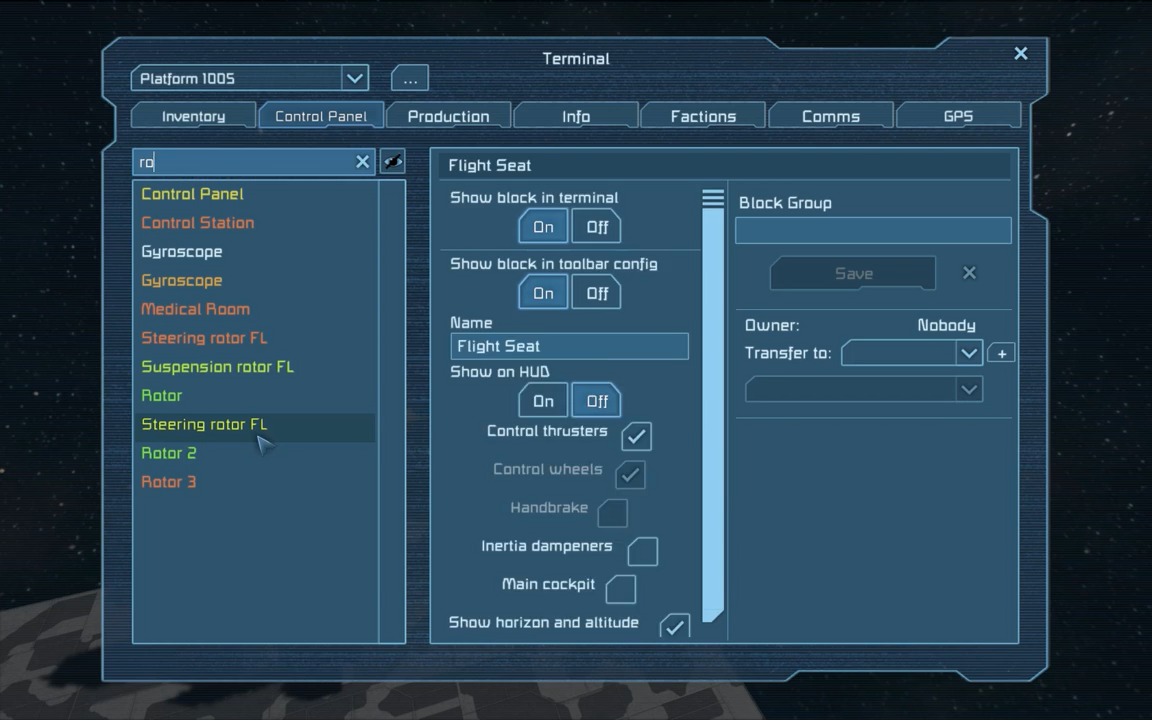 Terminal
Platform 1005
...
Inventory
Control Panel
Production
Info
Factions
Comms
GPS
ro
Control Panel
Control Station
Gyroscope
Gyroscope
Medical Room
Steering rotor FL
Suspension rotor FL
Rotor
Steering rotor FL
Rotor 2
Rotor 3
Flight Seat
Show block in terminal
On Off
Show block in toolbar config
On Off
Name
Flight Seat
Show on HUD
On Off
Control thrusters
Control wheels
Handbrake
Inertia dampeners
Main cockpit
Show horizon and altitude
Block Group
Save
Owner: Nobody
Transfer to:
+